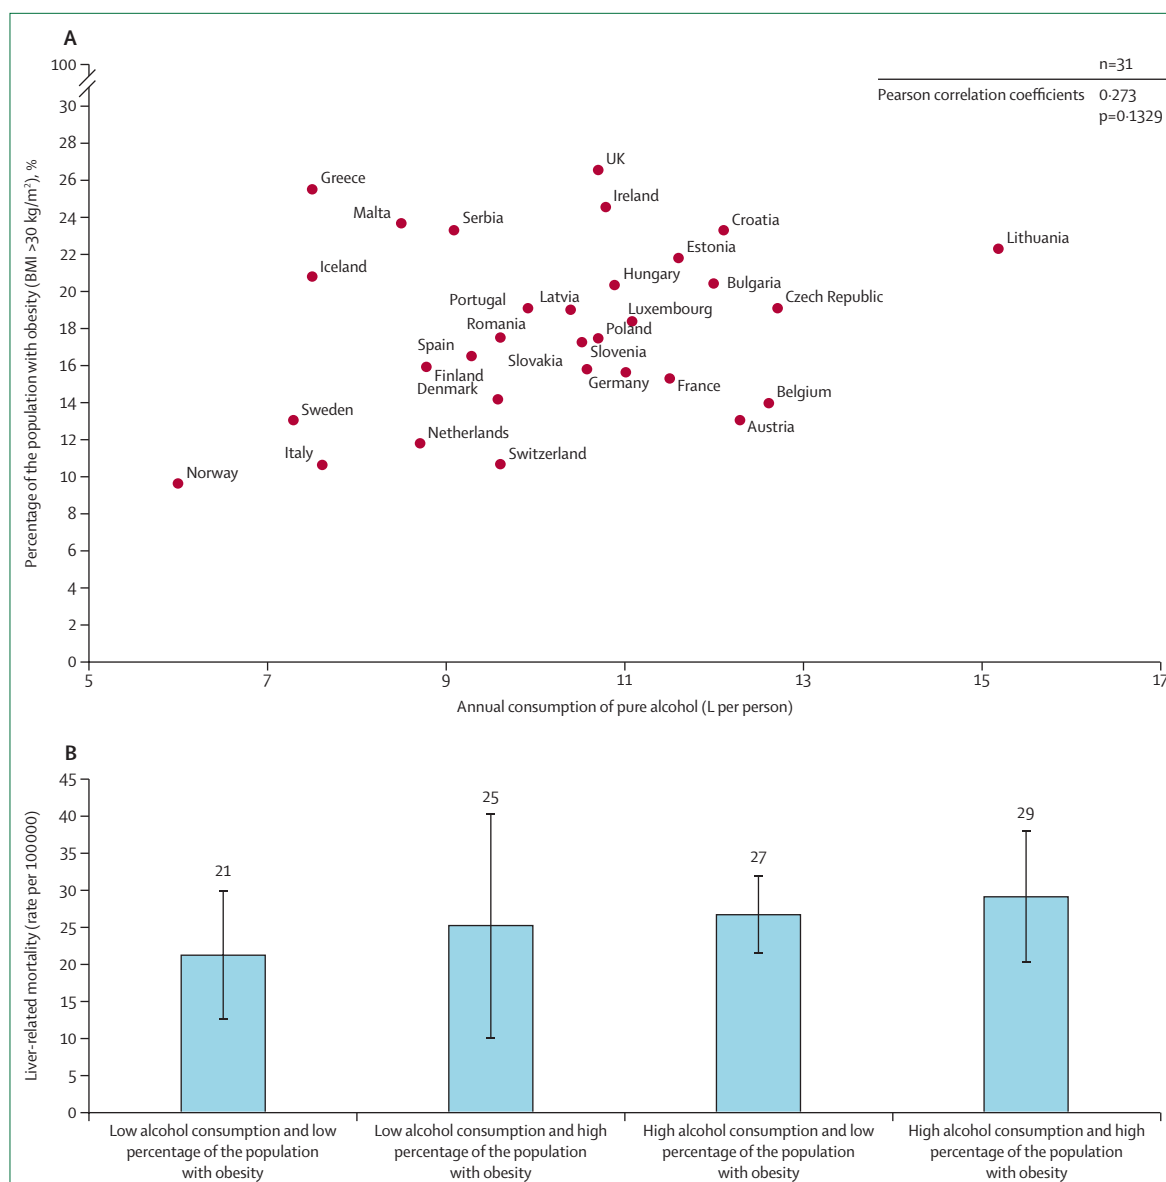 A
n=31
Pearson correlation coefficients 0·273
p=0·1329
Percentage of the population with obesity (BMI >30 kg/m²), %
100
30
28
26
24
22
20
18
16
14
12
10
8
6
4
2
0
UK
Greece
Ireland
Malta
Serbia
Croatia
Lithuania
Estonia
Iceland
Hungary
Bulgaria
Portugal
Latvia
Czech Republic
Luxembourg
Romania
Poland
Spain
Slovakia
Slovenia
Finland
Germany
France
Denmark
Belgium
Sweden
Austria
Netherlands
Italy
Switzerland
Norway
5 7 9 11 13 15 17
Annual consumption of pure alcohol (L per person)
B
Liver-related mortality (rate per 100 000)
45
40
35
30
25
20
15
10
5
0
21
25
27
29
Low alcohol consumption and low
percentage of the population
with obesity
Low alcohol consumption and high
percentage of the population
with obesity
High alcohol consumption and low
percentage of the population
with obesity
High alcohol consumption and high
percentage of the population
with obesity